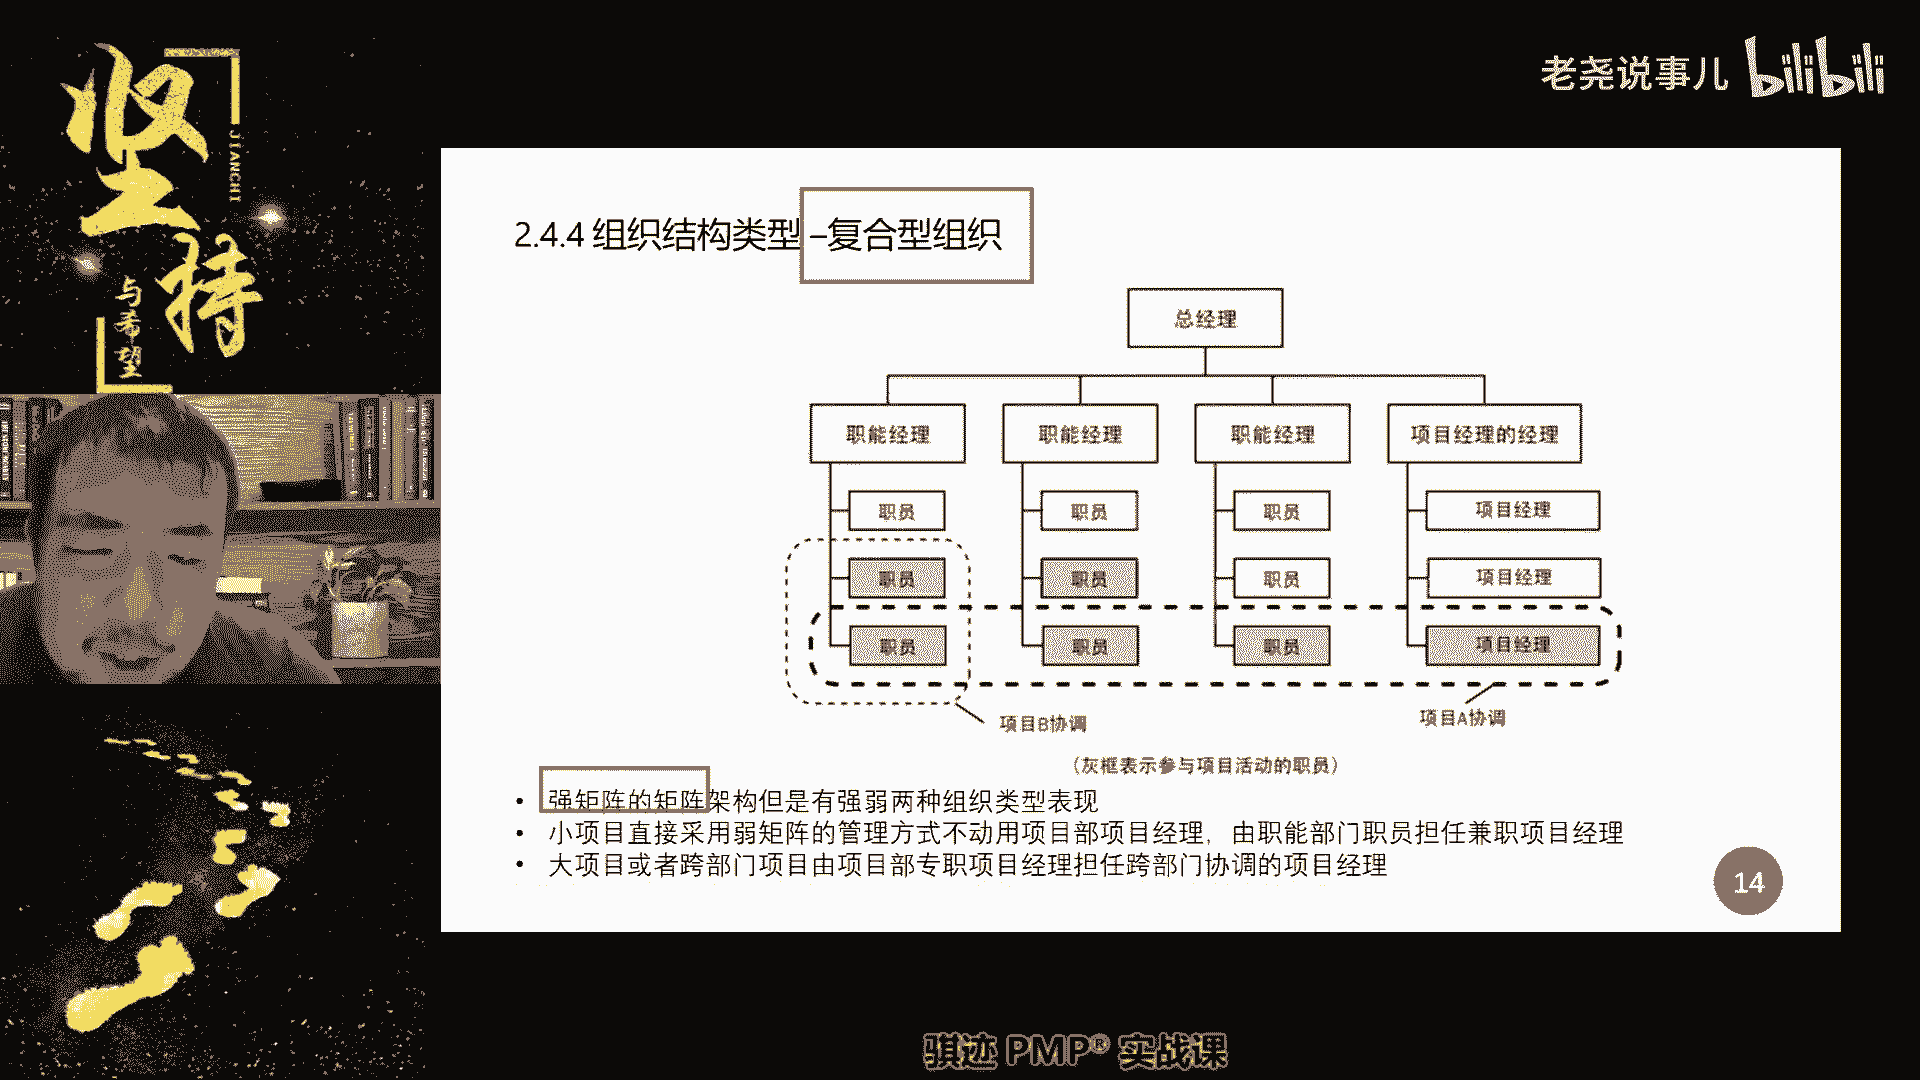 坚持
JIANCHI
与希望
老尧说事儿 bilibili
2.4.4 组织结构类型 –复合型组织
总经理
职能经理 职能经理 职能经理 项目经理的经理
职员 职员 职员 项目经理
职员 职员 职员 项目经理
职员 职员 职员 项目经理
项目B协调 项目A协调
(灰框表示参与项目活动的职员)
• 强矩阵的矩阵架构但是有强弱两种组织类型表现
• 小项目直接采用弱矩阵的管理方式不动用项目部项目经理，由职能部门职员担任兼职项目经理
• 大项目或者跨部门项目由项目部专职项目经理担任跨部门协调的项目经理
14
骐迹 PMP® 实战课